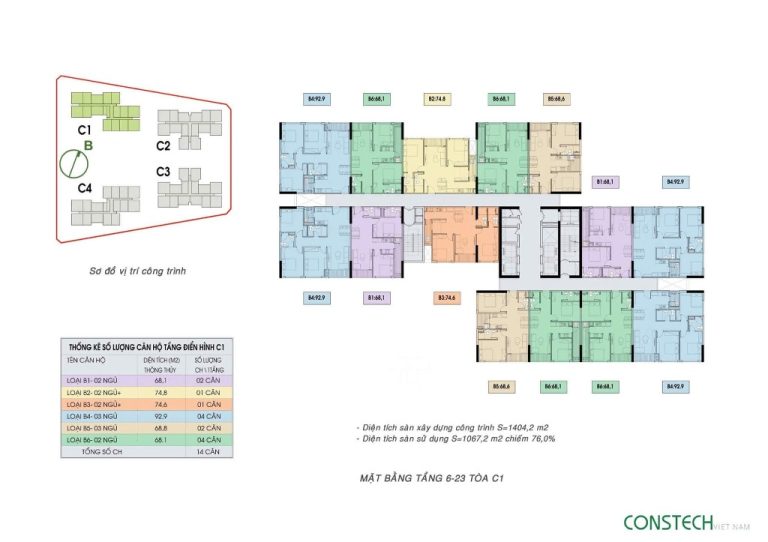 B4:92.9
B6:68,1
B2:74.8
B6:68,1
B5:68,6
C1
B
C2
C3
C4
B1:68,1
B4:92.9
Sơ đồ vị trí công trình
B4:92.9
B1:68,1
B3:74,6
THỐNG KÊ SỐ LƯỢNG CĂN HỘ TẦNG ĐIỂN HÌNH C1
TÊN CĂN HỘ DIỆN TÍCH (M2) THÔNG THỦY SỐ LƯỢNG CH 1.1TẦNG
LOẠI B1- 02 NGỦ 68,1 02 CĂN
LOẠI B2- 02 NGỦ+ 74,8 01 CĂN
LOẠI B3- 02 NGỦ+ 74,6 01 CĂN
LOẠI B4- 03 NGỦ 92,9 04 CĂN
LOẠI B5- 03 NGỦ 68,8 02 CĂN
LOẠI B6- 02 NGỦ 68.1 04 CĂN
TỔNG SỐ CH 14 CĂN
B5:68,6
B6:68,1
B6:68,1
B4:92.9
- Diện tích sàn xây dựng công trình S=1404,2 m2
- Diện tích sàn sử dụng S=1067,2 m2 chiếm 76,0%
MẶT BẰNG TẦNG 6-23 TÒA C1
CONSTECH VIET NAM